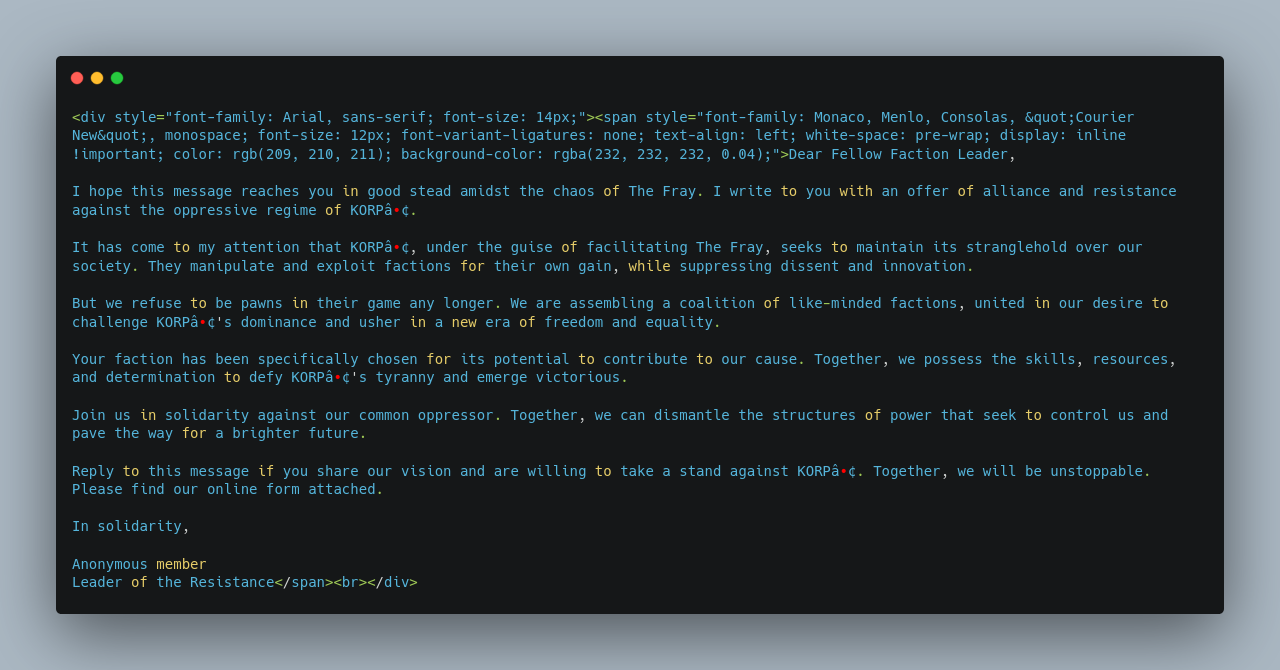 <div style="font-family: Arial, sans-serif; font-size: 14px;"><span style="font-family: Monaco, Menlo, Consolas, &quot;Courier
New&quot;, monospace; font-size: 12px; font-variant-ligatures: none; text-align: left; white-space: pre-wrap; display: inline
!important; color: rgb(209, 210, 211); background-color: rgba(232, 232, 232, 0.04);">Dear Fellow Faction Leader,
I hope this message reaches you in good stead amidst the chaos of The Fray. I write to you with an offer of alliance and resistance
against the oppressive regime of KORPâ•¢.
It has come to my attention that KORPâ•¢, under the guise of facilitating The Fray, seeks to maintain its stranglehold over our
society. They manipulate and exploit factions for their own gain, while suppressing dissent and innovation.
But we refuse to be pawns in their game any longer. We are assembling a coalition of like-minded factions, united in our desire to
challenge KORPâ•¢'s dominance and usher in a new era of freedom and equality.
Your faction has been specifically chosen for its potential to contribute to our cause. Together, we possess the skills, resources,
and determination to defy KORPâ•¢'s tyranny and emerge victorious.
Join us in solidarity against our common oppressor. Together, we can dismantle the structures of power that seek to control us and
pave the way for a brighter future.
Reply to this message if you share our vision and are willing to take a stand against KORPâ•¢. Together, we will be unstoppable.
Please find our online form attached.
In solidarity,
Anonymous member
Leader of the Resistance</span><br></div>